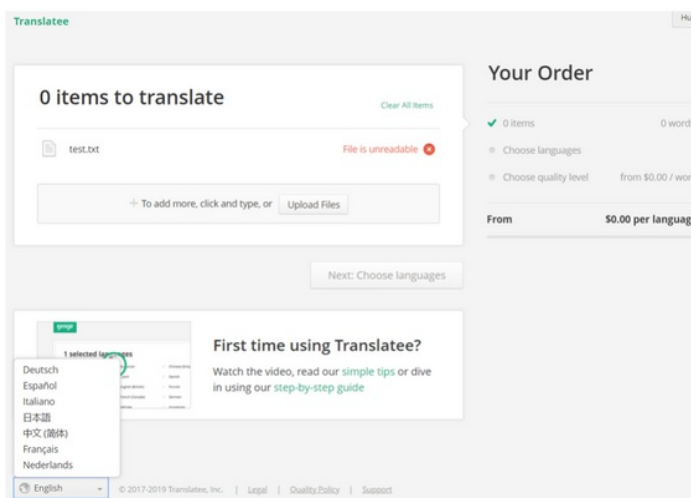 Translatee
Hu
0 items to translate
Clear All Items
test.txt
File is unreadable
+ To add more, click and type, or Upload Files
Next: Choose languages
Your Order
0 items 0 word
Choose languages
Choose quality level from $0.00 / wor
From $0.00 per languag
gengo
1 selected languages
First time using Translatee?
Watch the video, read our simple tips or dive
in using our step-by-step guide
Deutsch
Español
Italiano
日本語
中文 (简体)
Français
Nederlands
English
© 2017-2019 Translatee, Inc. | Legal | Quality Policy | Support